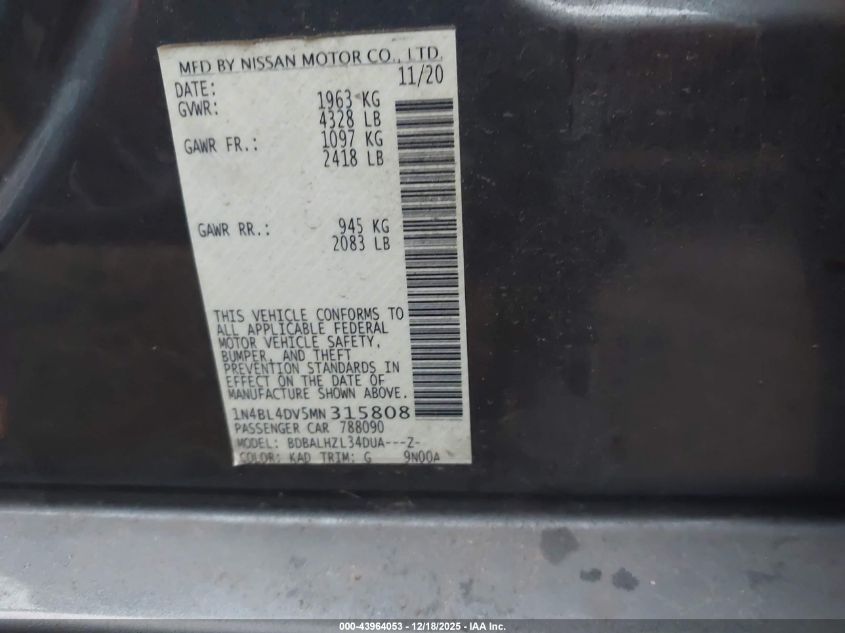 MFD BY NISSAN MOTOR CO., LTD.
DATE: 11/20
GVWR: 1963 KG
4328 LB
GAWR FR.: 1097 KG
2418 LB
GAWR RR.: 945 KG
2083 LB
THIS VEHICLE CONFORMS TO
ALL APPLICABLE FEDERAL
MOTOR VEHICLE SAFETY,
BUMPER, AND THEFT
PREVENTION STANDARDS IN
EFFECT ON THE DATE OF
MANUFACTURE SHOWN ABOVE.
1N4BL4DV5MN315808
PASSENGER CAR 788090
MODEL: BDBALHZL34DUA---Z-
COLOR: KAD TRIM: G 9N00A
000-43964053 - 12/18/2025 - IAA Inc.